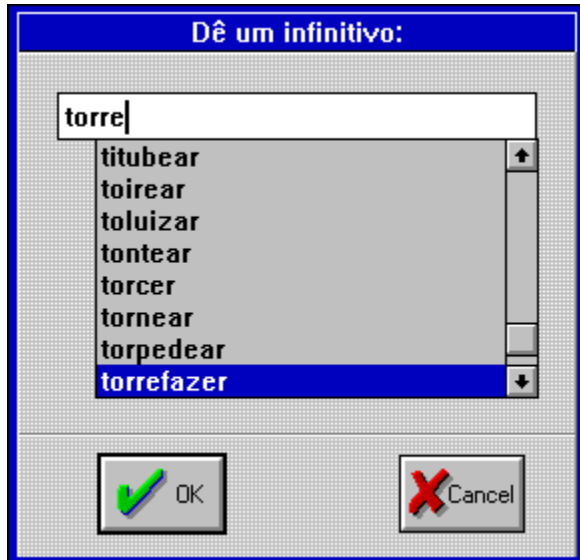 Dê um infinitivo:
torre
titubear
toirear
toluizar
tontear
torcer
tornear
torpedear
torrefazer
OK
Cancel